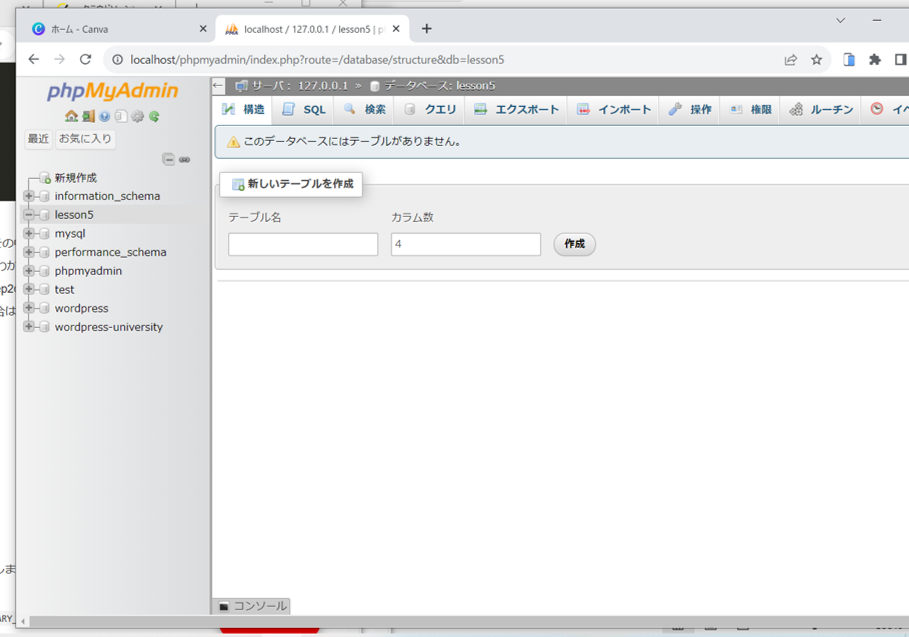 ホーム - Canva
localhost / 127.0.0.1 / lesson5 | p
localhost/phpmyadmin/index.php?route=/database/structure&db=lesson5
phpMyAdmin
最近 お気に入り
新規作成
information_schema
lesson5
mysql
performance_schema
phpmyadmin
test
wordpress
wordpress-university
サーバ: 127.0.0.1 » データベース: lesson5
構造 SQL 検索 クエリ エクスポート インポート 操作 権限 ルーチン イベ
このデータベースにはテーブルがありません。
新しいテーブルを作成
テーブル名 カラム数
4 作成
コンソール